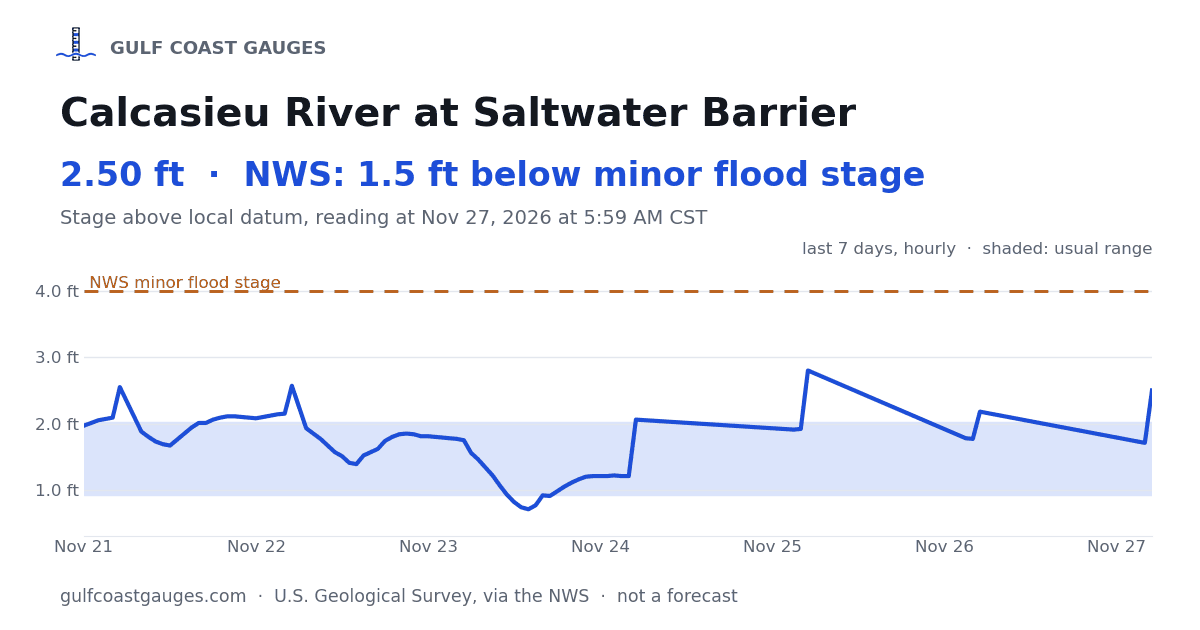 GULF COAST GAUGES
Calcasieu River at Saltwater Barrier
2.50 ft · NWS: 1.5 ft below minor flood stage
Stage above local datum, reading at Nov 27, 2026 at 5:59 AM CST
last 7 days, hourly · shaded: usual range
NWS minor flood stage
4.0 ft
3.0 ft
2.0 ft
1.0 ft
Nov 21 Nov 22 Nov 23 Nov 24 Nov 25 Nov 26 Nov 27
gulfcoastgauges.com · U.S. Geological Survey, via the NWS · not a forecast